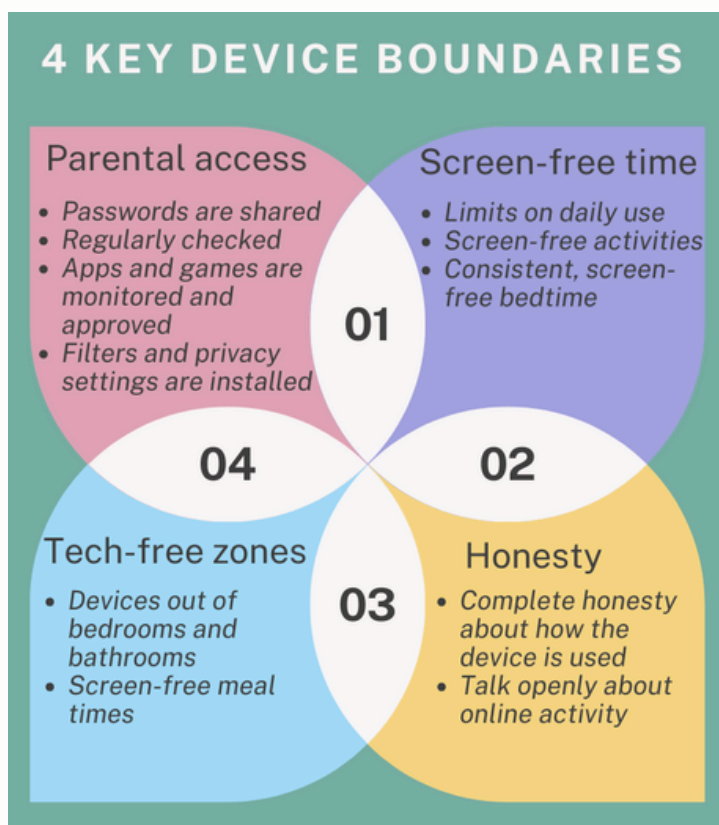 4 KEY DEVICE BOUNDARIES
Parental access
• Passwords are shared
• Regularly checked
• Apps and games are
monitored and
approved
• Filters and privacy
settings are installed
Screen-free time
• Limits on daily use
• Screen-free activities
• Consistent, screen-
free bedtime
01
04
02
03
Tech-free zones
• Devices out of
bedrooms and
bathrooms
• Screen-free meal
times
Honesty
• Complete honesty
about how the
device is used
• Talk openly about
online activity